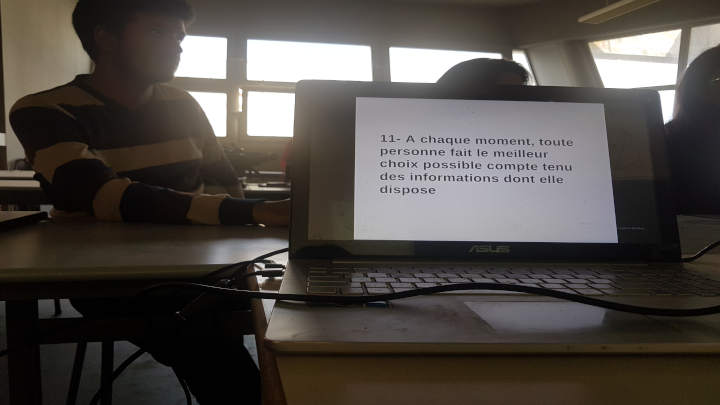 11- A chaque moment, toute
personne fait le meilleur
choix possible compte tenu
des informations dont elle
dispose
ASUS